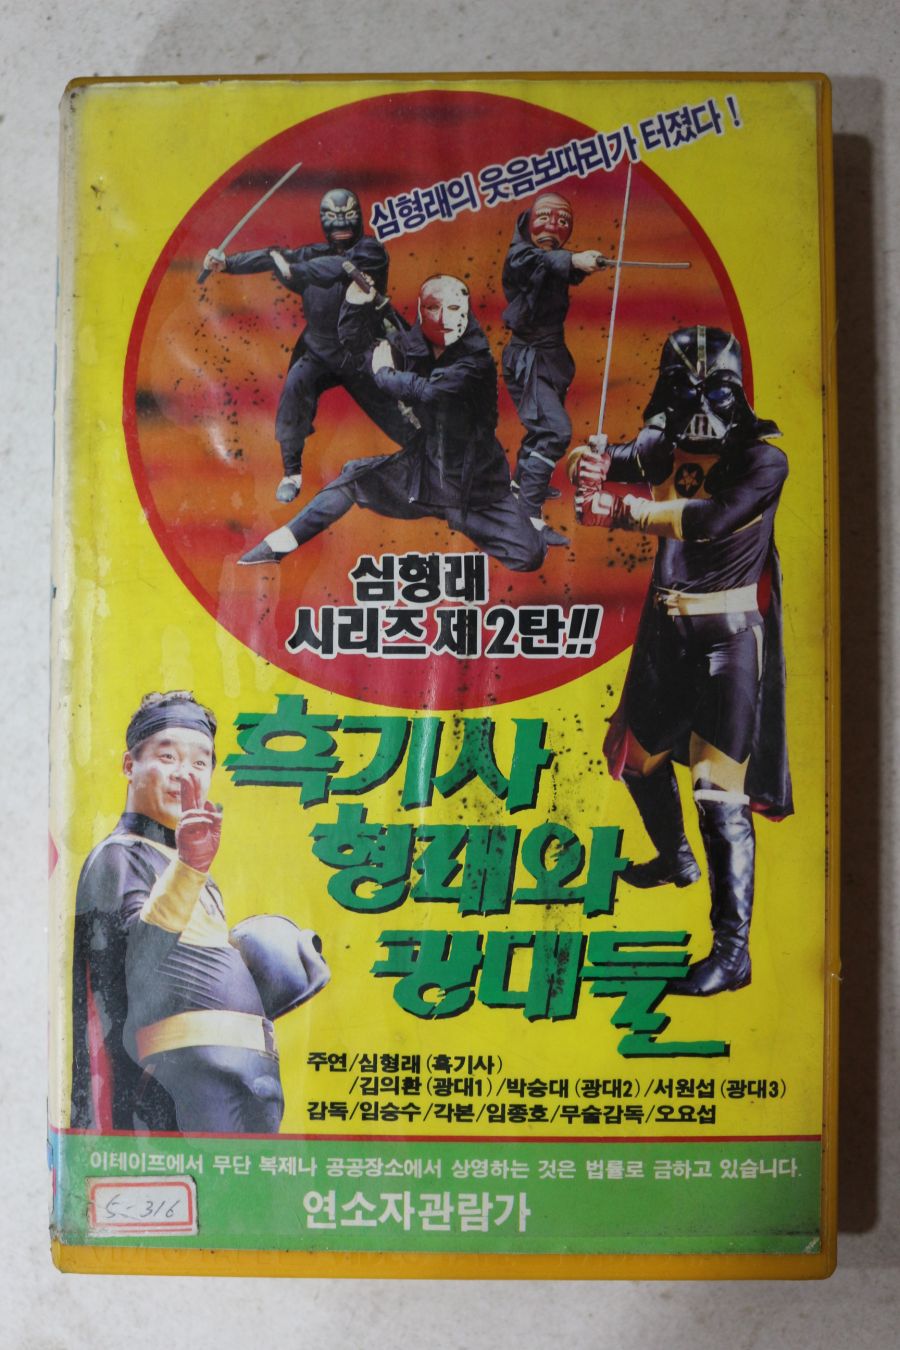 심형래의 웃음보따리가 터졌다!
심형래
시리즈 제2탄!!
흑기사
형래와
광대들
주연/심형래(흑기사)
/김의환(광대1)/박승대(광대2)/서원섭(광대3)
감독/임승수/각본/임종호/무술감독/오요섭
이테이프에서 무단 복제나 공공장소에서 상영하는 것은 법률로 금하고 있습니다.
5-316
연소자관람가